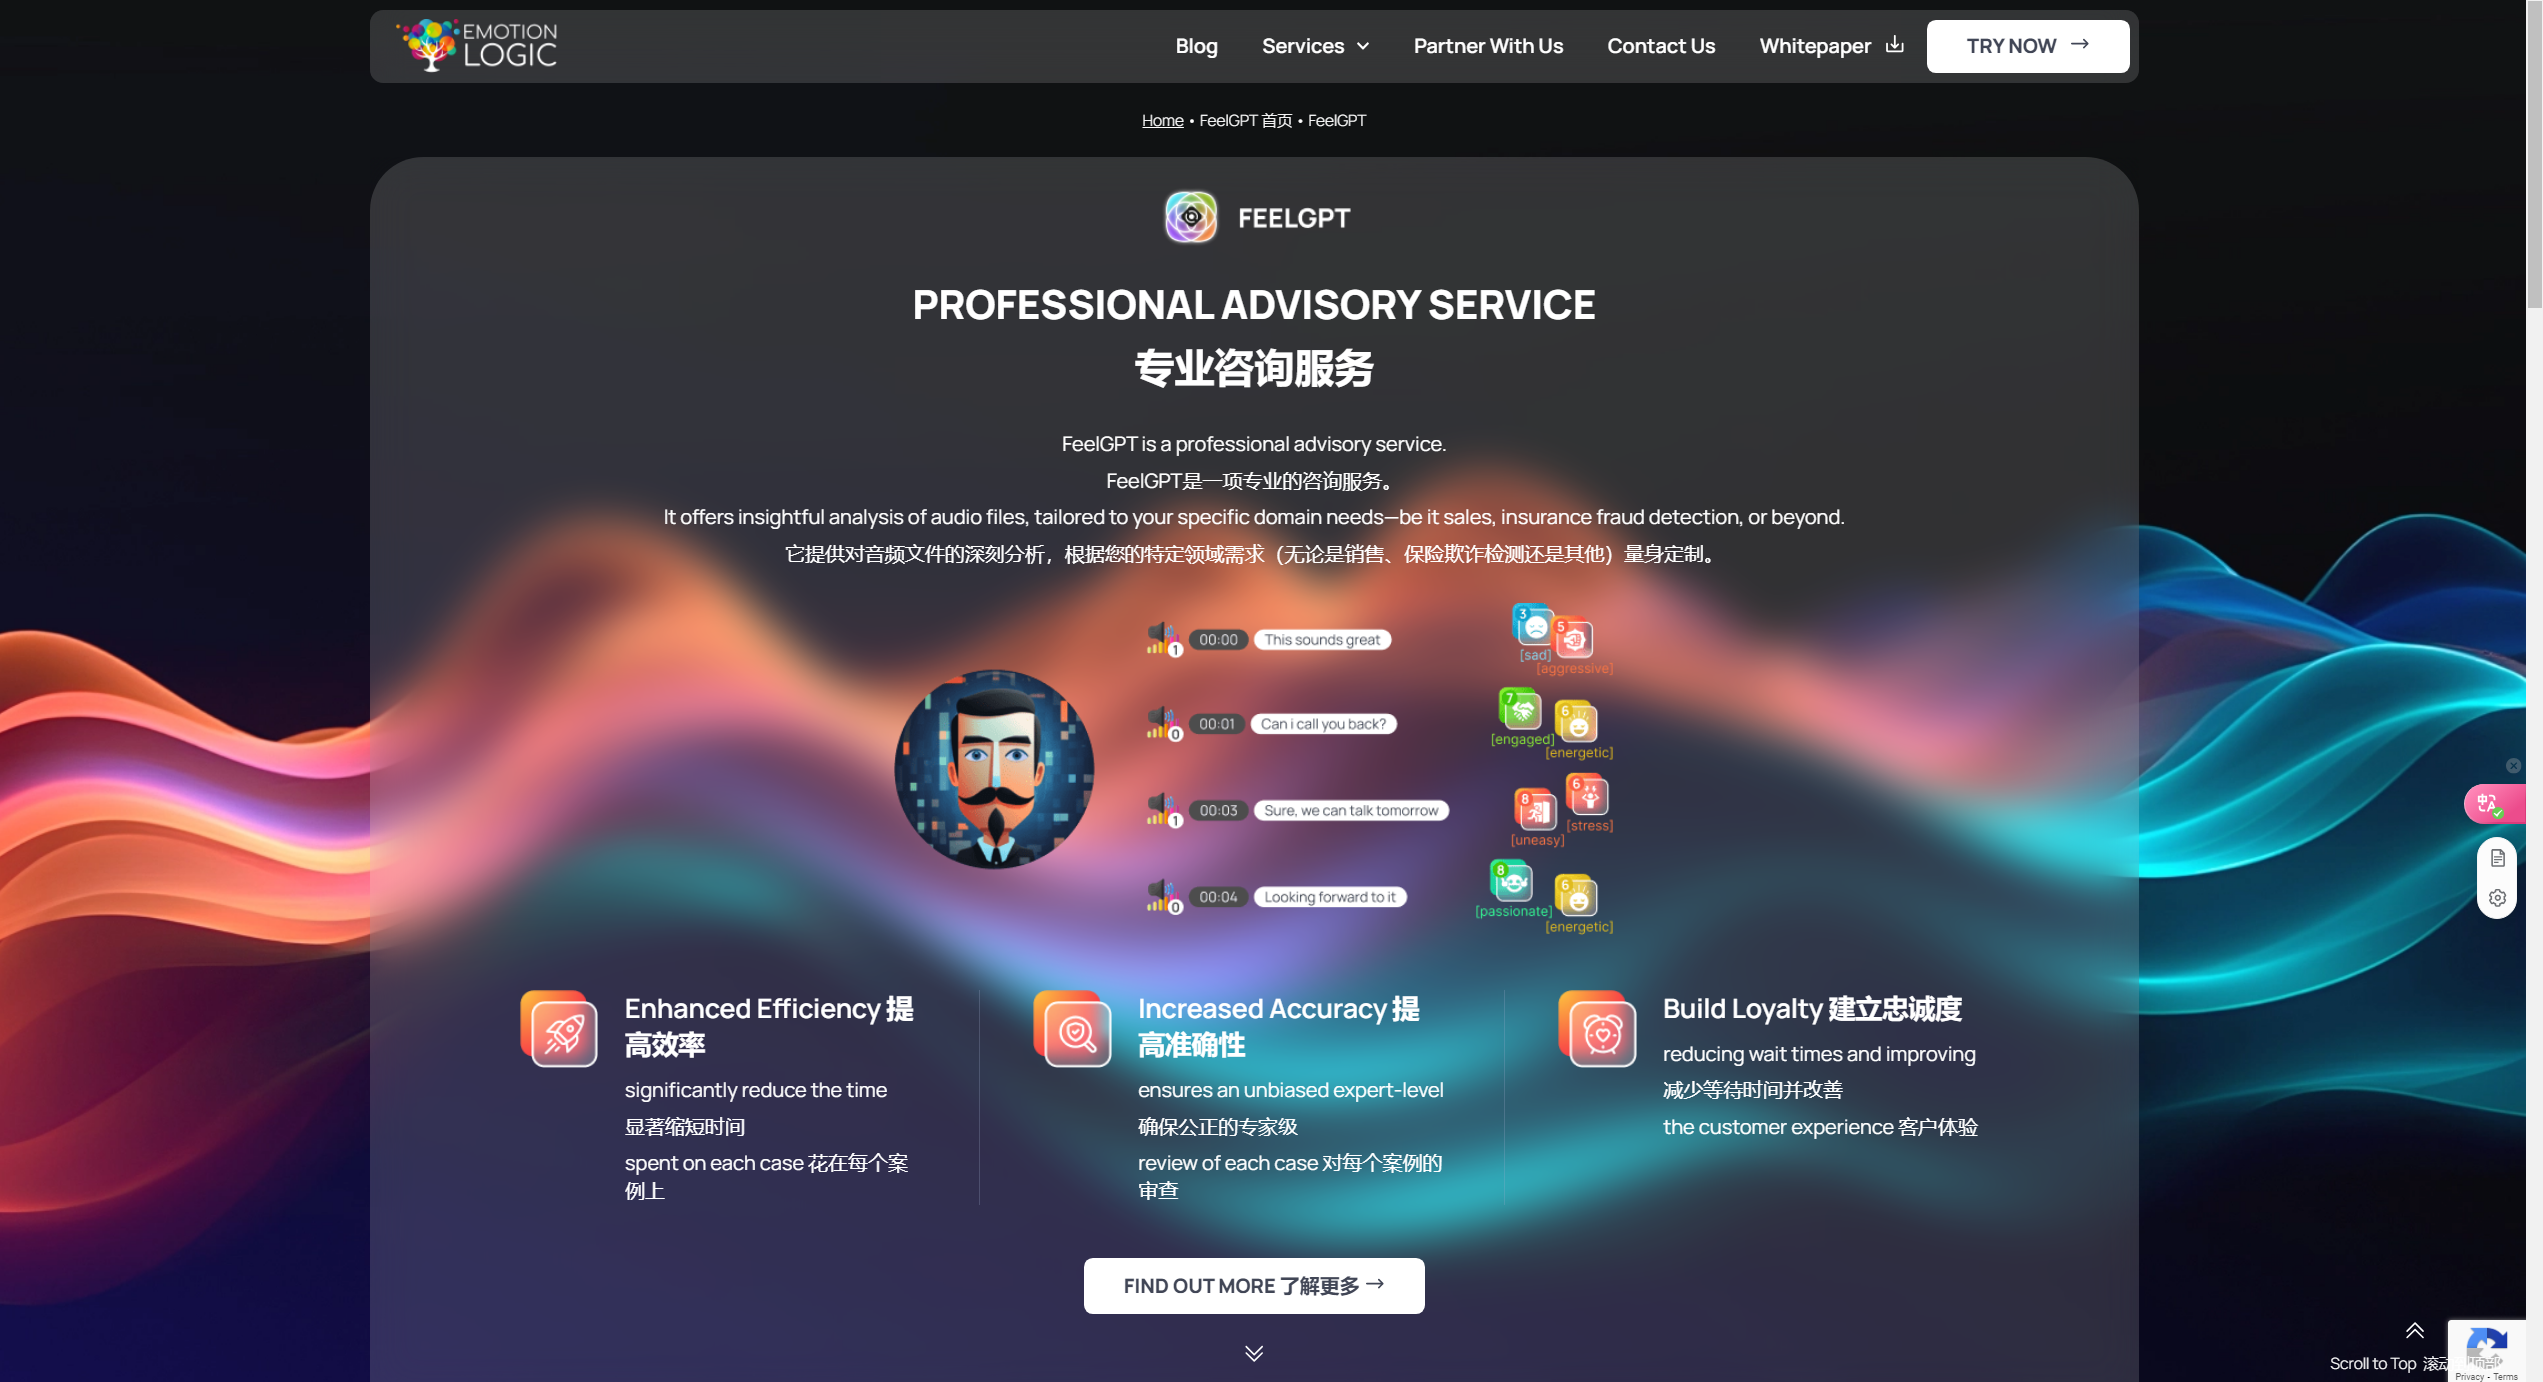 EMOTION
LOGIC
Blog
Services
Partner With Us
Contact Us
Whitepaper
TRY NOW
Home • FeelGPT 首页 • FeelGPT
FEELGPT
PROFESSIONAL ADVISORY SERVICE
专业咨询服务
FeelGPT is a professional advisory service.
FeelGPT是一项专业的咨询服务。
It offers insightful analysis of audio files, tailored to your specific domain needs—be it sales, insurance fraud detection, or beyond.
它提供对音频文件的深刻分析，根据您的特定领域需求（无论是销售、保险欺诈检测还是其他）量身定制。
1 00:00 This sounds great
3 [sad] 5 [aggressive]
0 00:01 Can i call you back?
7 [engaged] 6 [energetic]
1 00:03 Sure, we can talk tomorrow
8 [uneasy] 6 [stress]
0 00:04 Looking forward to it
8 [passionate] 6 [energetic]
Enhanced Efficiency 提
高效率
significantly reduce the time
显著缩短时间
spent on each case 花在每个案
例上
Increased Accuracy 提
高准确性
ensures an unbiased expert-level
确保公正的专家级
review of each case 对每个案例的
审查
Build Loyalty 建立忠诚度
reducing wait times and improving
减少等待时间并改善
the customer experience 客户体验
FIND OUT MORE 了解更多
Scroll to Top
Privacy - Terms